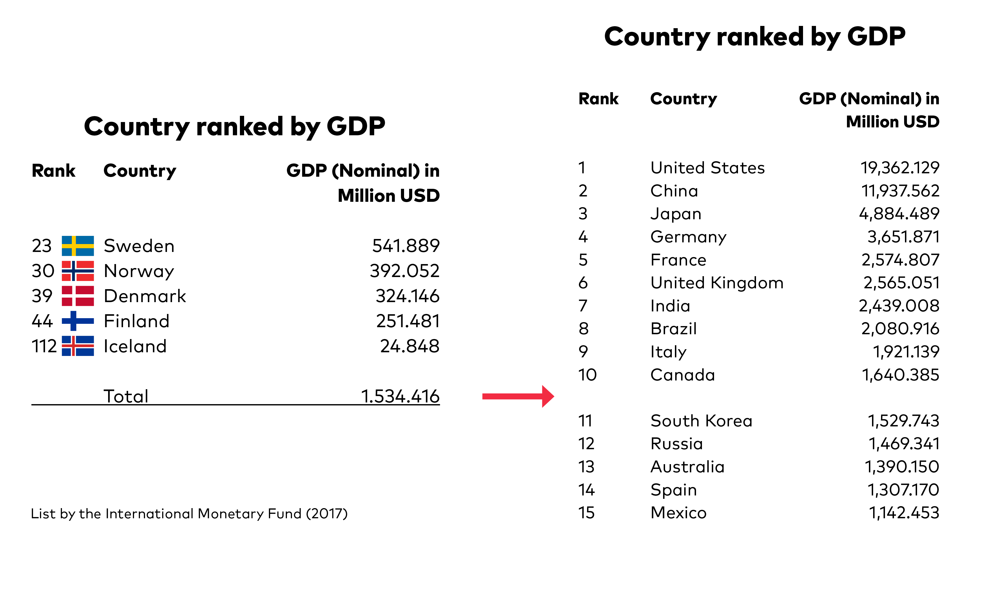 Country ranked by GDP
Rank Country GDP (Nominal) in
Million USD
23 Sweden 541.889
30 Norway 392.052
39 Denmark 324.146
44 Finland 251.481
112 Iceland 24.848
Total 1.534.416
List by the International Monetary Fund (2017)
Country ranked by GDP
Rank Country GDP (Nominal) in
Million USD
1 United States 19,362.129
2 China 11,937.562
3 Japan 4,884.489
4 Germany 3,651.871
5 France 2,574.807
6 United Kingdom 2,565.051
7 India 2,439.008
8 Brazil 2,080.916
9 Italy 1,921.139
10 Canada 1,640.385
11 South Korea 1,529.743
12 Russia 1,469.341
13 Australia 1,390.150
14 Spain 1,307.170
15 Mexico 1,142.453